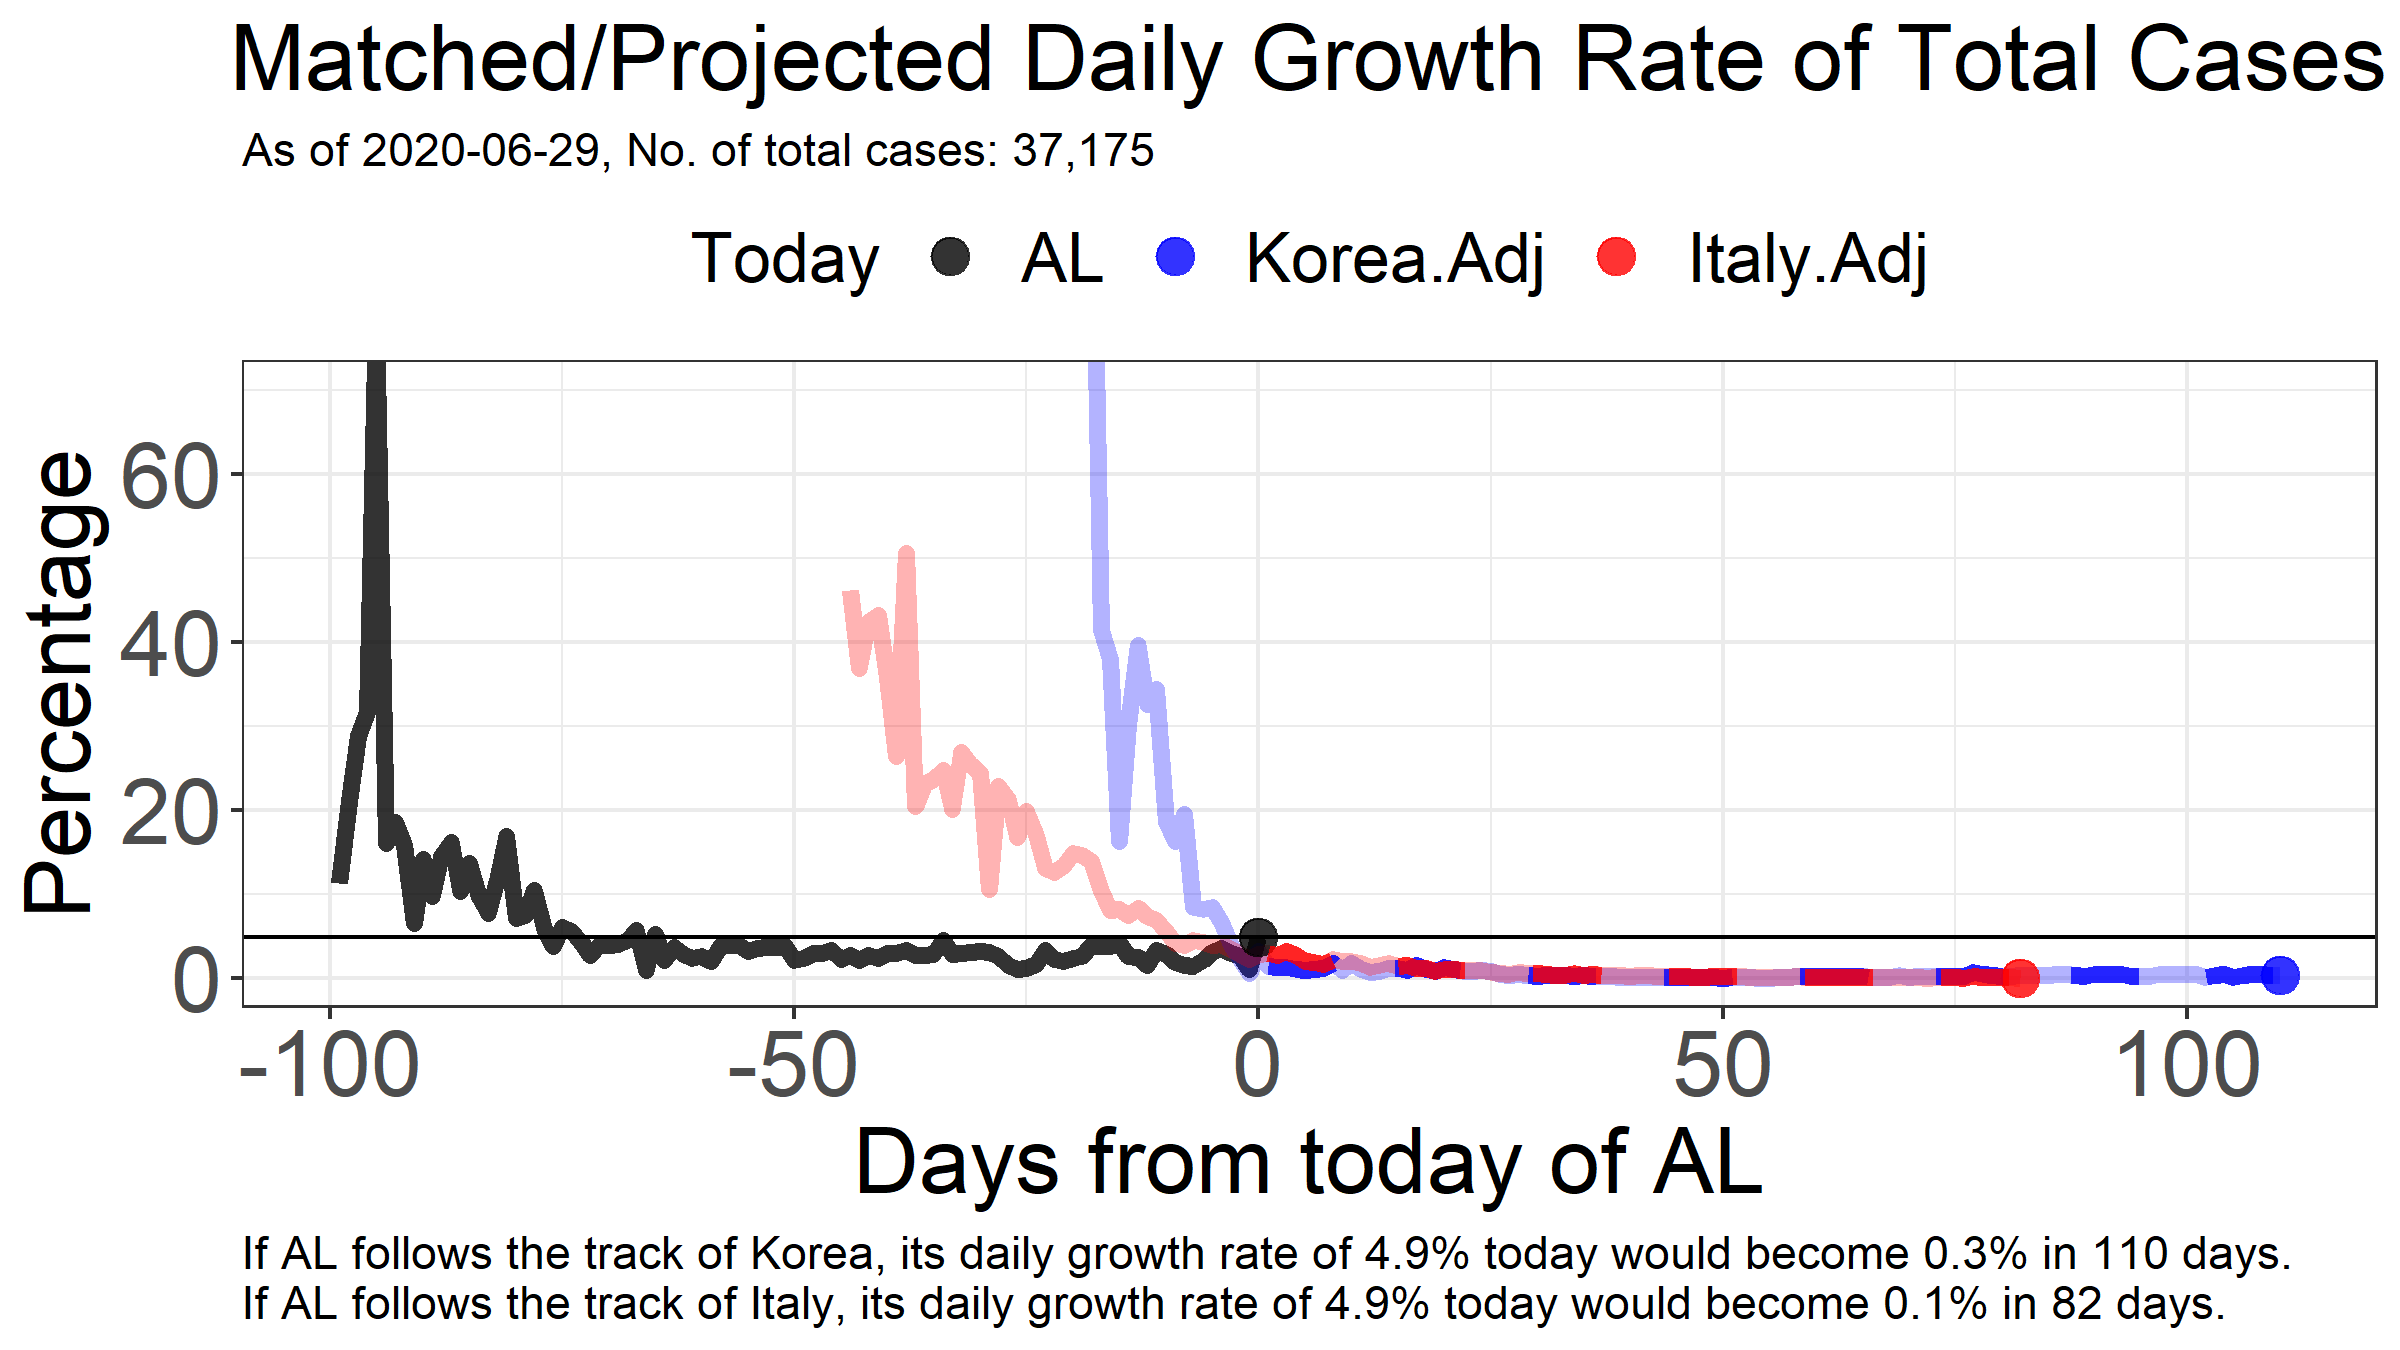 Matched/Projected Daily Growth Rate of Total Cases
As of 2020-06-29, No. of total cases: 37,175
Today AL Korea.Adj Italy.Adj
Percentage
60
40
20
0
-100 -50 0 50 100
Days from today of AL
If AL follows the track of Korea, its daily growth rate of 4.9% today would become 0.3% in 110 days.
If AL follows the track of Italy, its daily growth rate of 4.9% today would become 0.1% in 82 days.